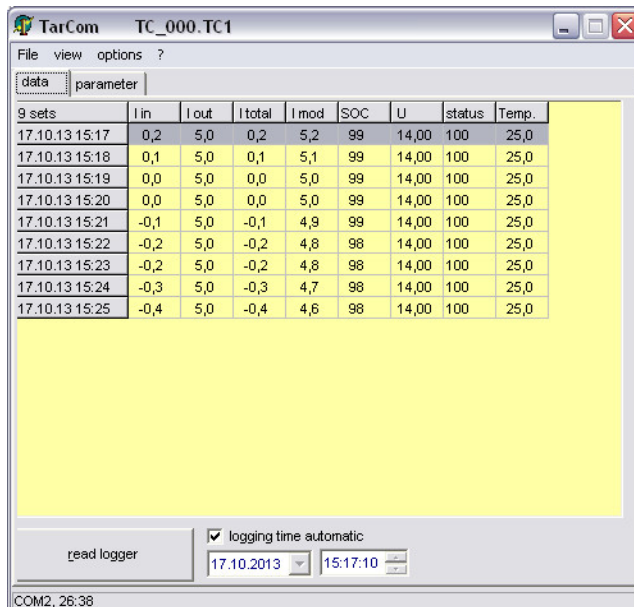 TarCom TC_000.TC1
File view options ?
data parameter
9 sets I in I out I total I mod SOC U status Temp.
17.10.13 15:17 0,2 5,0 0,2 5,2 99 14,00 100 25,0
17.10.13 15:18 0,1 5,0 0,1 5,1 99 14,00 100 25,0
17.10.13 15:19 0,0 5,0 0,0 5,0 99 14,00 100 25,0
17.10.13 15:20 0,0 5,0 0,0 5,0 99 14,00 100 25,0
17.10.13 15:21 -0,1 5,0 -0,1 4,9 99 14,00 100 25,0
17.10.13 15:22 -0,2 5,0 -0,2 4,8 98 14,00 100 25,0
17.10.13 15:23 -0,2 5,0 -0,2 4,8 98 14,00 100 25,0
17.10.13 15:24 -0,3 5,0 -0,3 4,7 98 14,00 100 25,0
17.10.13 15:25 -0,4 5,0 -0,4 4,6 98 14,00 100 25,0
read logger
logging time automatic
17.10.2013 15:17:10
COM2, 26:38